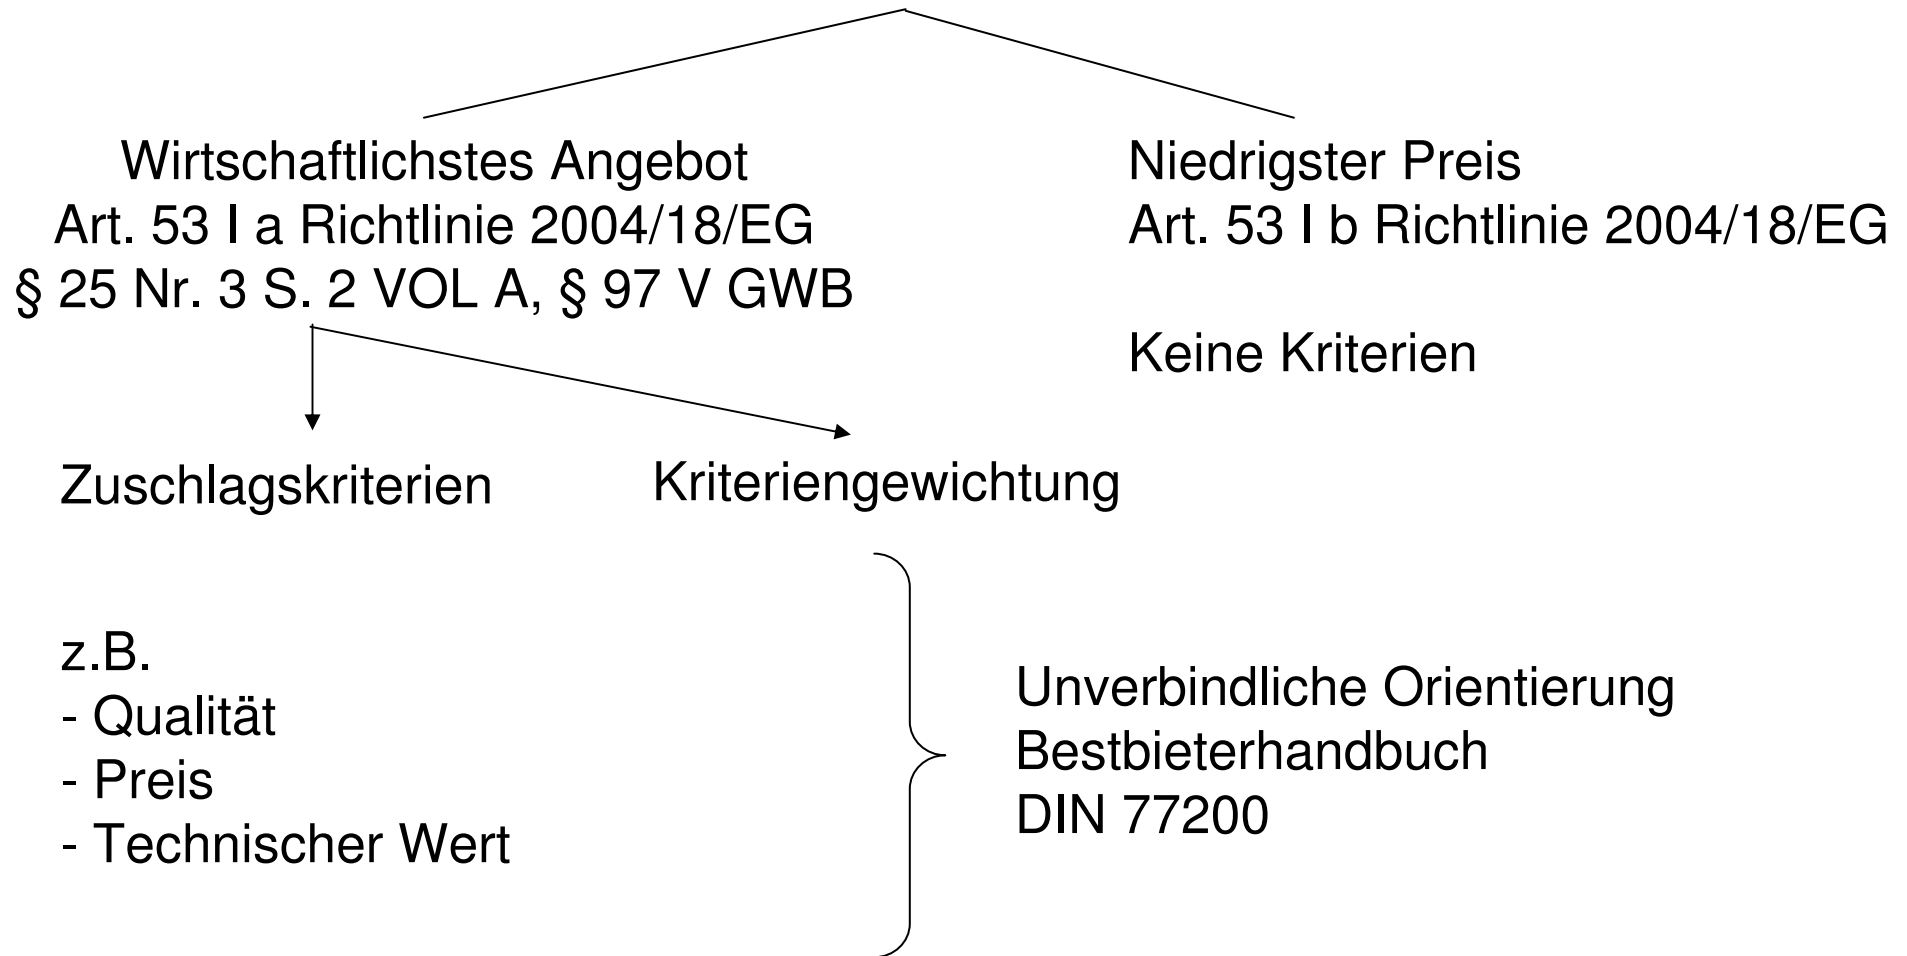 Wirtschaftlichstes Angebot
Art. 53 I a Richtlinie 2004/18/EG
§ 25 Nr. 3 S. 2 VOL A, § 97 V GWB
Niedrigster Preis
Art. 53 I b Richtlinie 2004/18/EG
Keine Kriterien
Zuschlagskriterien
Kriteriengewichtung
z.B.
- Qualität
- Preis
- Technischer Wert
Unverbindliche Orientierung
Bestbieterhandbuch
DIN 77200